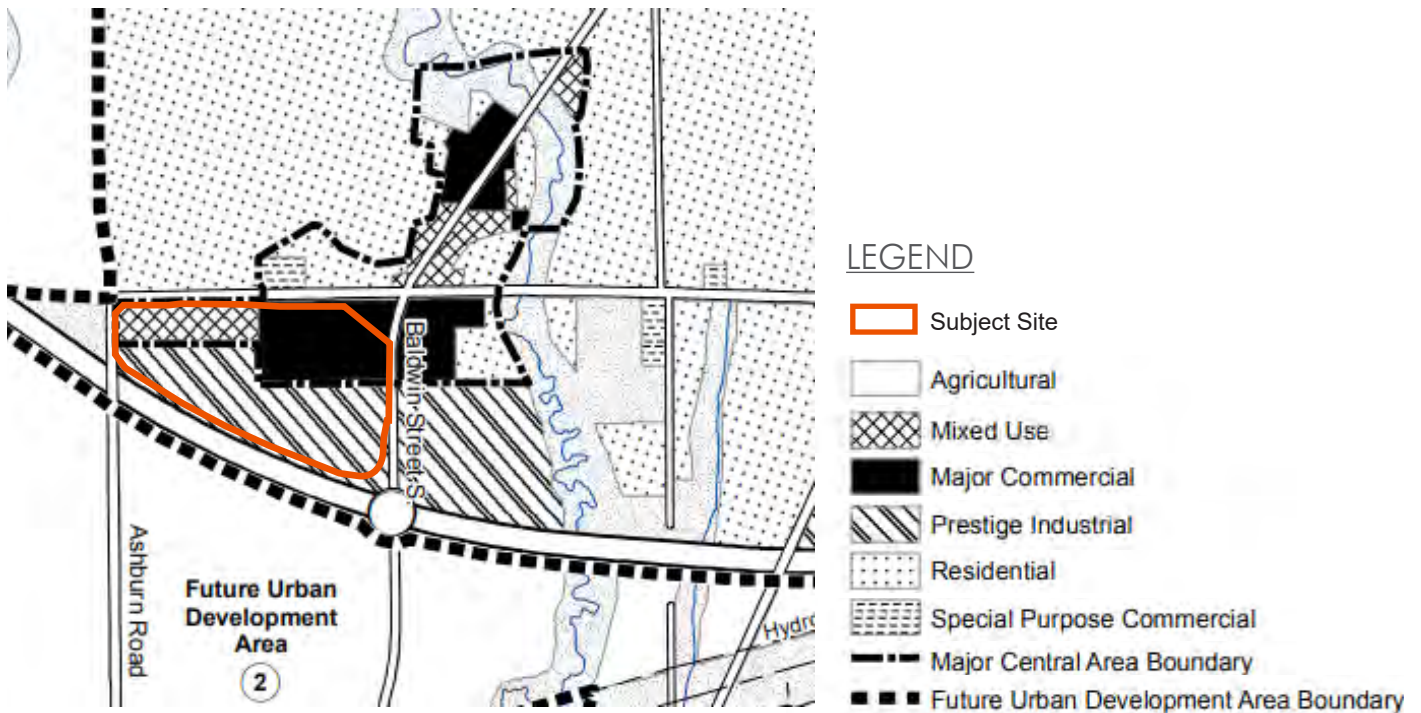 Baldwin Street S.
Ashburn Road
Future Urban
Development
Area
2
Hydro
LEGEND
Subject Site
Agricultural
Mixed Use
Major Commercial
Prestige Industrial
Residential
Special Purpose Commercial
Major Central Area Boundary
Future Urban Development Area Boundary